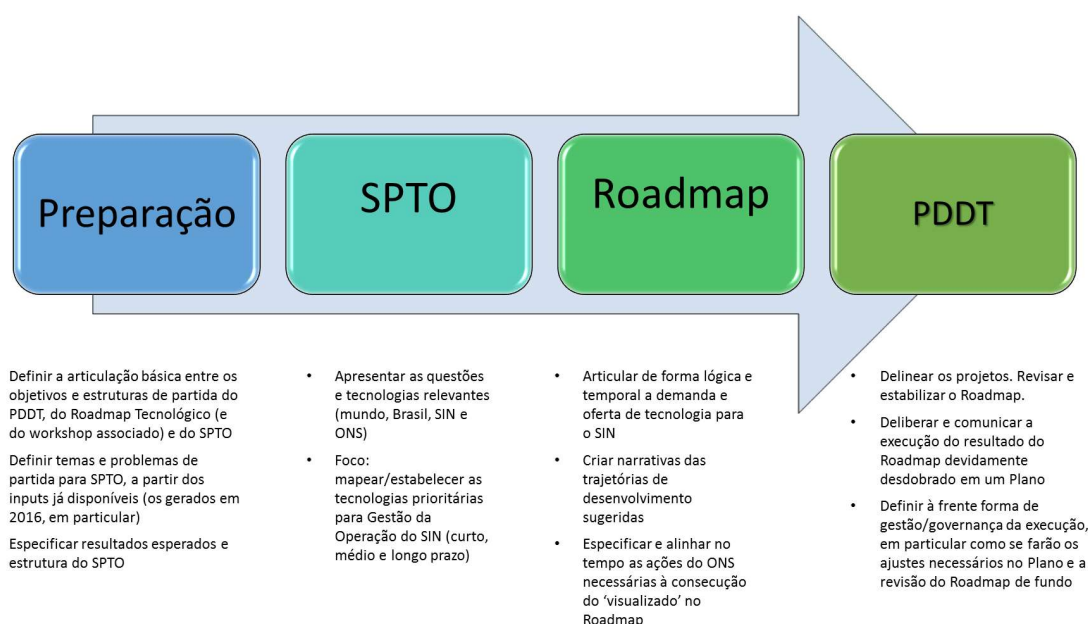 Preparação
SPTO
Roadmap
PDDT
Definir a articulação básica entre os
objetivos e estruturas de partida do
PDDT, do Roadmap Tecnológico (e
do workshop associado) e do SPTO
Definir temas e problemas de
partida para SPTO, a partir dos
inputs já disponíveis (os gerados em
2016, em particular)
Especificar resultados esperados e
estrutura do SPTO
• Apresentar as questões
e tecnologias relevantes
(mundo, Brasil, SIN e
ONS)
• Foco:
mapear/estabelecer as
tecnologias prioritárias
para Gestão da
Operação do SIN (curto,
médio e longo prazo)
• Articular de forma lógica e
temporal a demanda e
oferta de tecnologia para
o SIN
• Criar narrativas das
trajetórias de
desenvolvimento
sugeridas
• Especificar e alinhar no
tempo as ações do ONS
necessárias à consecução
do ‘visualizado’ no
Roadmap
• Delinear os projetos. Revisar e
estabilizar o Roadmap.
• Deliberar e comunicar a
execução do resultado do
Roadmap devidamente
desdobrado em um Plano
• Definir à frente forma de
gestão/governança da execução,
em particular como se farão os
ajustes necessários no Plano e a
revisão do Roadmap de fundo